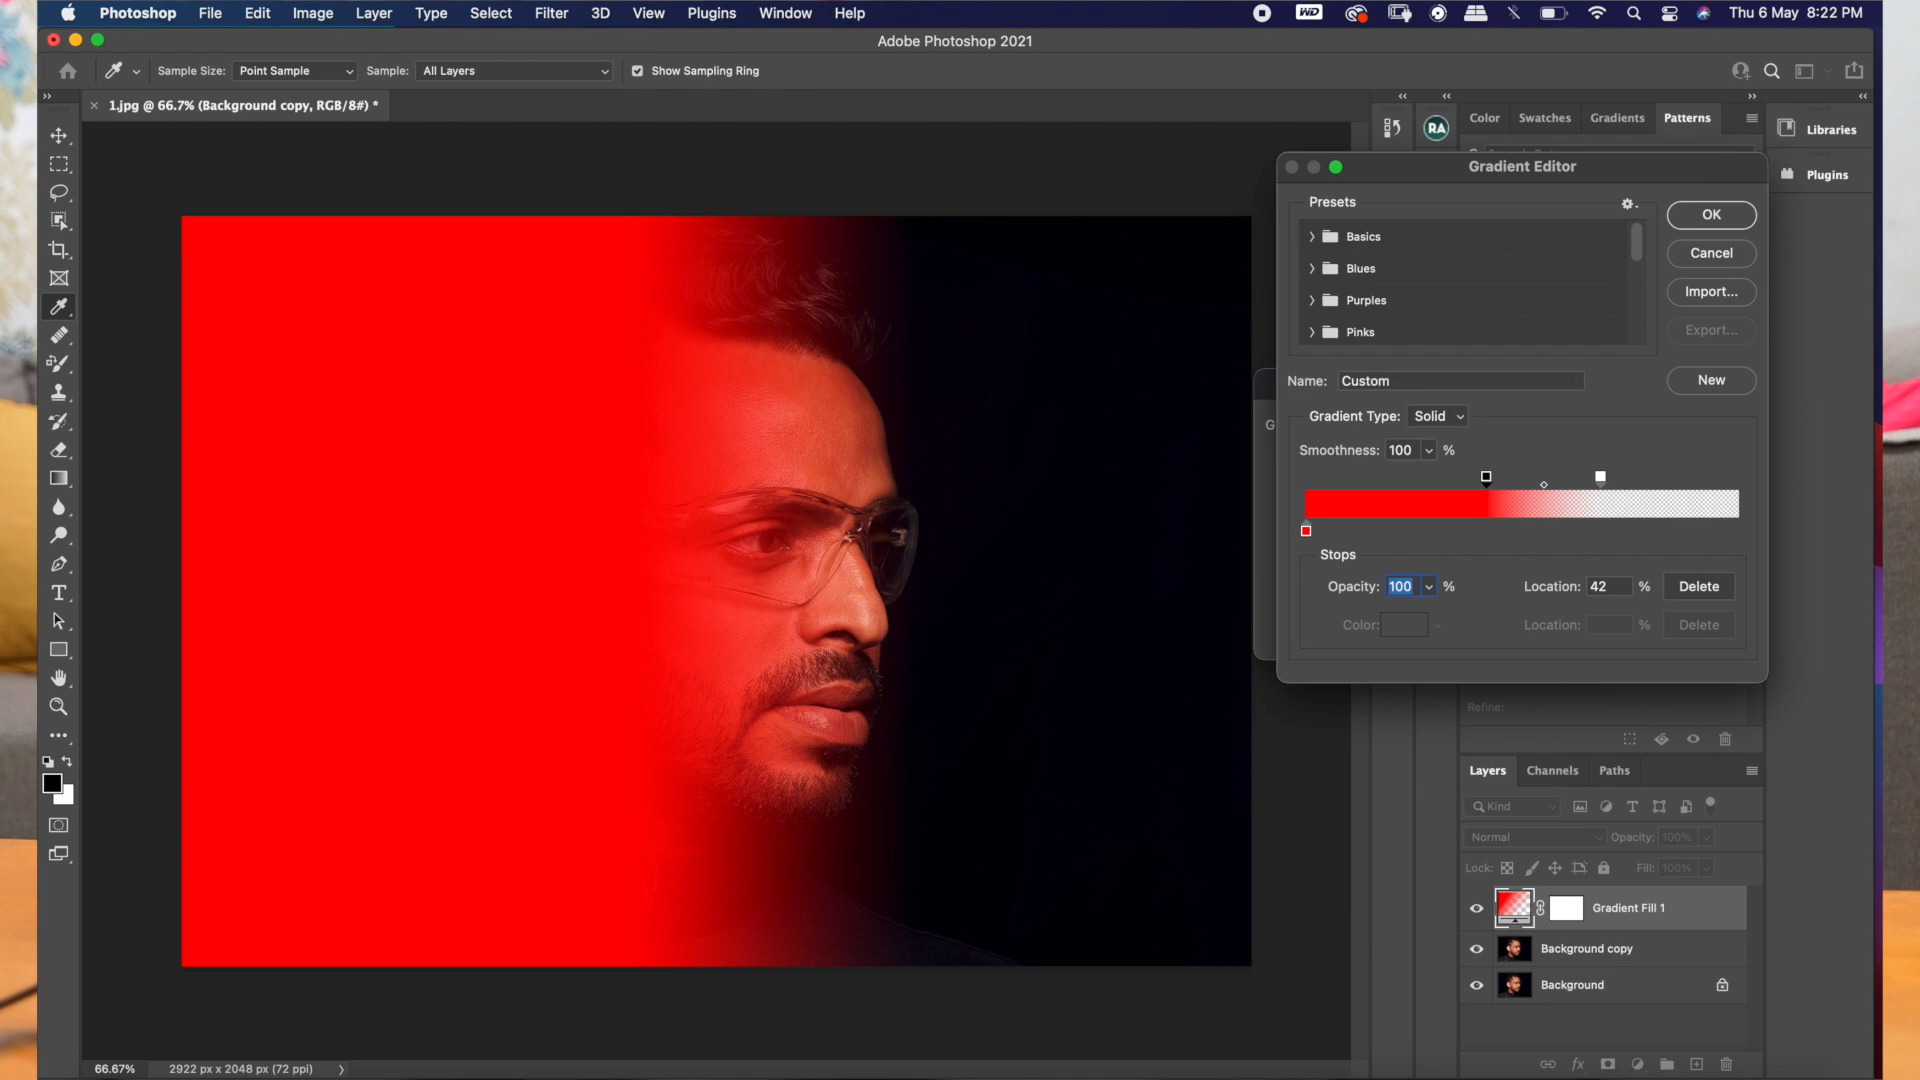 Photoshop File Edit Image Layer Type Select Filter 3D View Plugins Window Help WD Thu 6 May 8:22 PM
Adobe Photoshop 2021
Sample Size: Point Sample Sample: All Layers Show Sampling Ring
1.jpg @ 66.7% (Background copy, RGB/8#) *
Color Swatches Gradients Patterns
RA
Libraries
Plugins
Gradient Editor
Presets
Basics
Blues
Purples
Pinks
OK
Cancel
Import...
Export...
Name: Custom
New
Gradient Type: Solid
G
Smoothness: 100 %
Stops
Opacity: 100 % Location: 42 % Delete
Color: Location: % Delete
Refine:
Layers Channels Paths
Kind
Normal Opacity: 100%
Lock: Fill: 100%
Gradient Fill 1
Background copy
Background
fx
66.67% 2922 px x 2048 px (72 ppi)